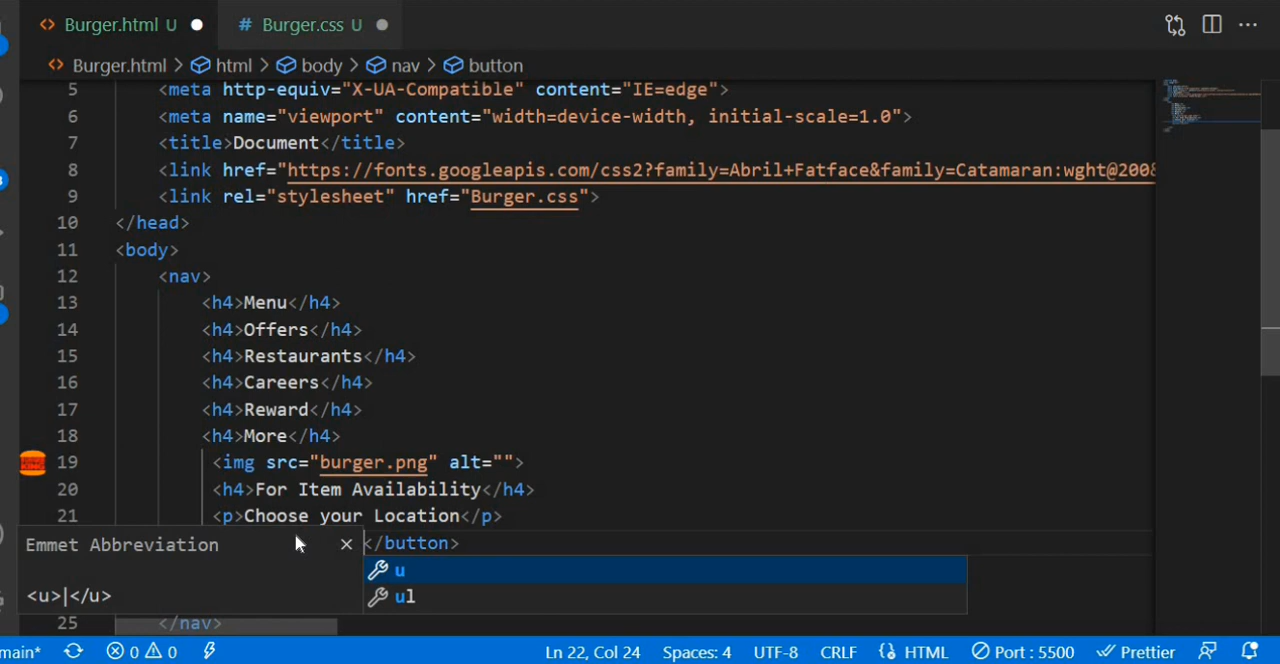 Burger.html U
# Burger.css U
Burger.html > html > body > nav > button
5 <meta http-equiv="X-UA-Compatible" content="IE=edge">
6 <meta name="viewport" content="width=device-width, initial-scale=1.0">
7 <title>Document</title>
8 <link href="https://fonts.googleapis.com/css2?family=Abril+Fatface&family=Catamaran:wght@200&
9 <link rel="stylesheet" href="Burger.css">
10 </head>
11 <body>
12 <nav>
13 <h4>Menu</h4>
14 <h4>Offers</h4>
15 <h4>Restaurants</h4>
16 <h4>Careers</h4>
17 <h4>Reward</h4>
18 <h4>More</h4>
19 <img src="burger.png" alt="">
20 <h4>For Item Availability</h4>
21 <p>Choose your Location</p>
Emmet Abbreviation
</button>
u
<u>|</u>
ul
25 </nav>
main* 0 0 Ln 22, Col 24 Spaces: 4 UTF-8 CRLF HTML Port : 5500 Prettier